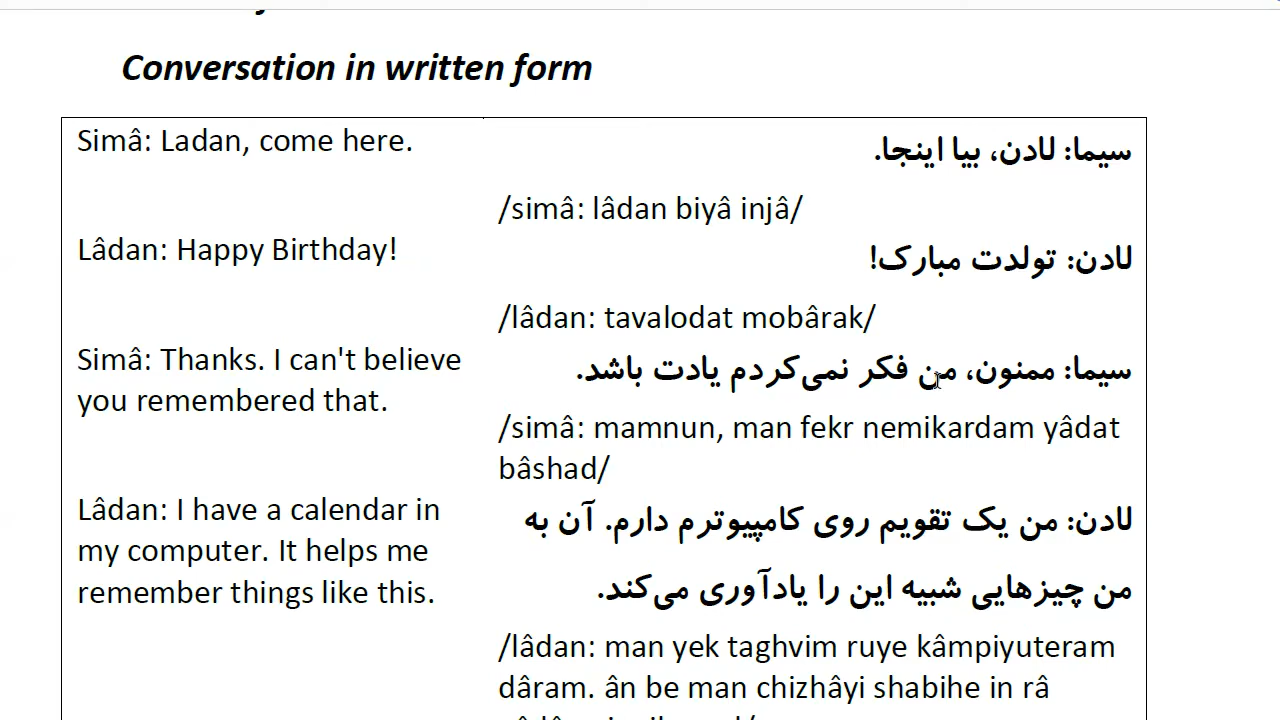 Conversation in written form
Simâ: Ladan, come here.
سیما: لادن، بیا اینجا.
/simâ: lâdan biyâ injâ/
Lâdan: Happy Birthday!
لادن: تولدت مبارک!
/lâdan: tavalodat mobârak/
Simâ: Thanks. I can't believe
you remembered that.
سیما: ممنون، من فکر نمی‌کردم یادت باشد.
/simâ: mamnun, man fekr nemikardam yâdat
bâshad/
Lâdan: I have a calendar in
my computer. It helps me
remember things like this.
لادن: من یک تقویم روی کامپیوترم دارم. آن به
من چیزهایی شبیه این را یادآوری می‌کند.
/lâdan: man yek taghvim ruye kâmpiyuteram
dâram. ân be man chizhâyi shabihe in râ